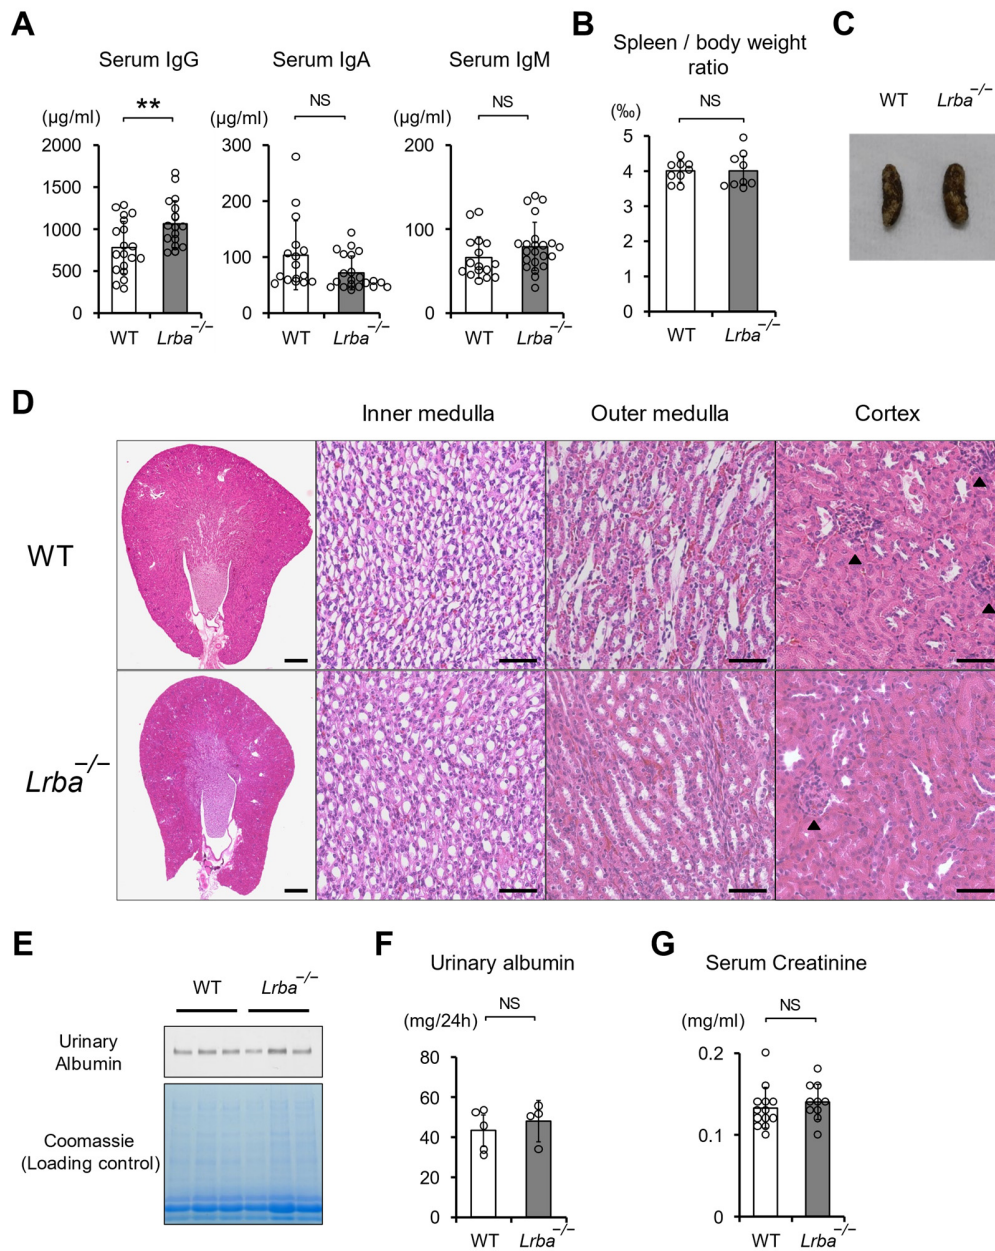 A
Serum IgG
Serum IgA
Serum IgM
(μg/ml)
**
(μg/ml)
NS
(μg/ml)
NS
2000
1500
1000
500
0
300
200
100
0
200
100
0
WT
Lrba−/−
WT
Lrba−/−
WT
Lrba−/−
B
Spleen / body weight
ratio
(‰)
NS
5
4
3
2
1
0
WT
Lrba−/−
C
WT
Lrba−/−
D
Inner medulla
Outer medulla
Cortex
WT
Lrba−/−
E
WT
Lrba−/−
Urinary
Albumin
Coomassie
(Loading control)
F
Urinary albumin
NS
(mg/24h)
80
60
40
20
0
WT
Lrba−/−
G
Serum Creatinine
NS
(mg/ml)
0.2
0.1
0
WT
Lrba−/−